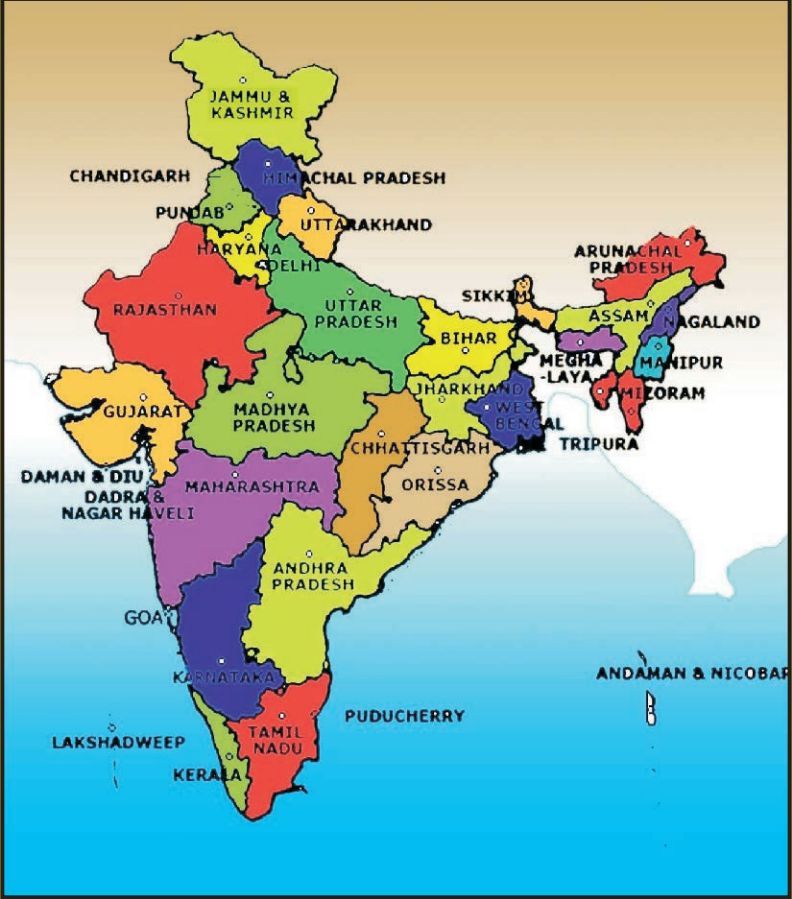 JAMMU &
KASHMIR
CHANDIGARH
HIMACHAL PRADESH
PUNJAB
UTTARAKHAND
HARYANA
DELHI
ARUNACHAL
PRADESH
SIKKIM
RAJASTHAN
UTTAR
PRADESH
ASSAM
NAGALAND
BIHAR
MEGHA
-LAYA
MANIPUR
JHARKHAND
MIZORAM
GUJARAT
MADHYA
PRADESH
WEST
BENGAL
TRIPURA
CHHATTISGARH
DAMAN & DIU
MAHARASHTRA
ORISSA
DADRA &
NAGAR HAVELI
ANDHRA
PRADESH
GOA
KARNATAKA
ANDAMAN & NICOBAR
PUDUCHERRY
LAKSHADWEEP
TAMIL
NADU
KERALA